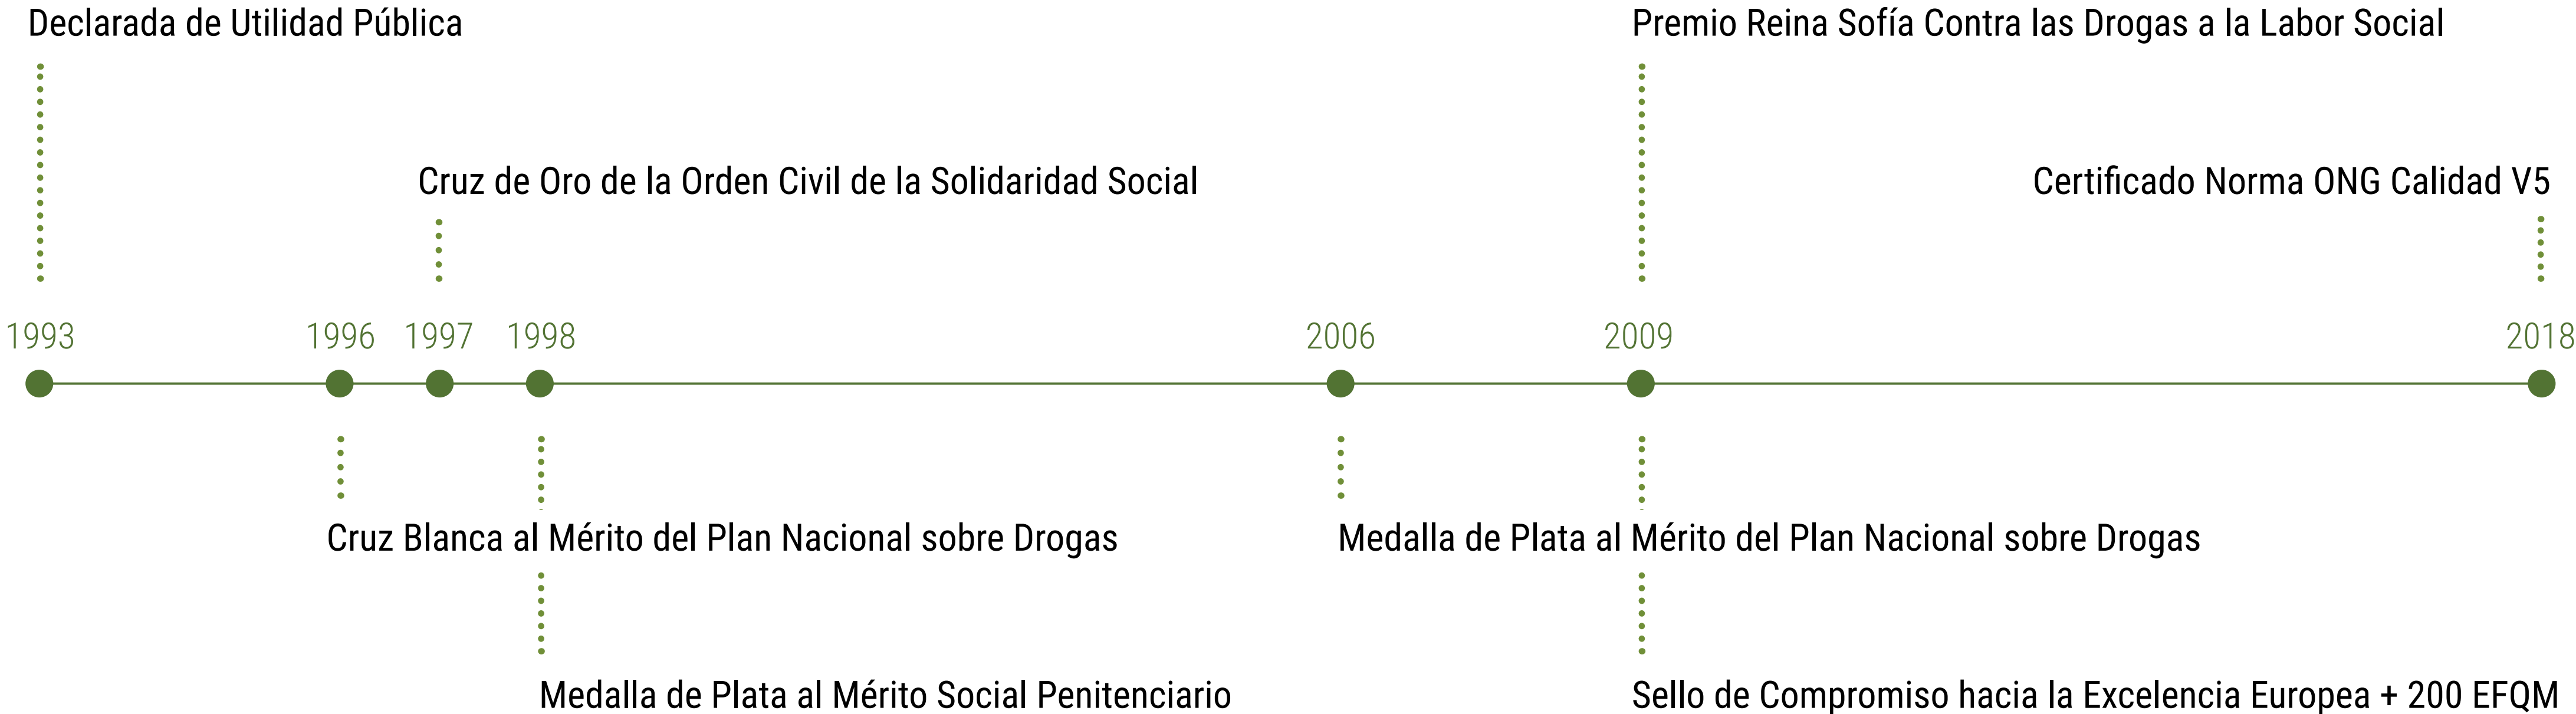 Declarada de Utilidad Pública
Premio Reina Sofía Contra las Drogas a la Labor Social
Cruz de Oro de la Orden Civil de la Solidaridad Social
Certificado Norma ONG Calidad V5
1993
1996
1997
1998
2006
2009
2018
Cruz Blanca al Mérito del Plan Nacional sobre Drogas
Medalla de Plata al Mérito del Plan Nacional sobre Drogas
Medalla de Plata al Mérito Social Penitenciario
Sello de Compromiso hacia la Excelencia Europea + 200 EFQM